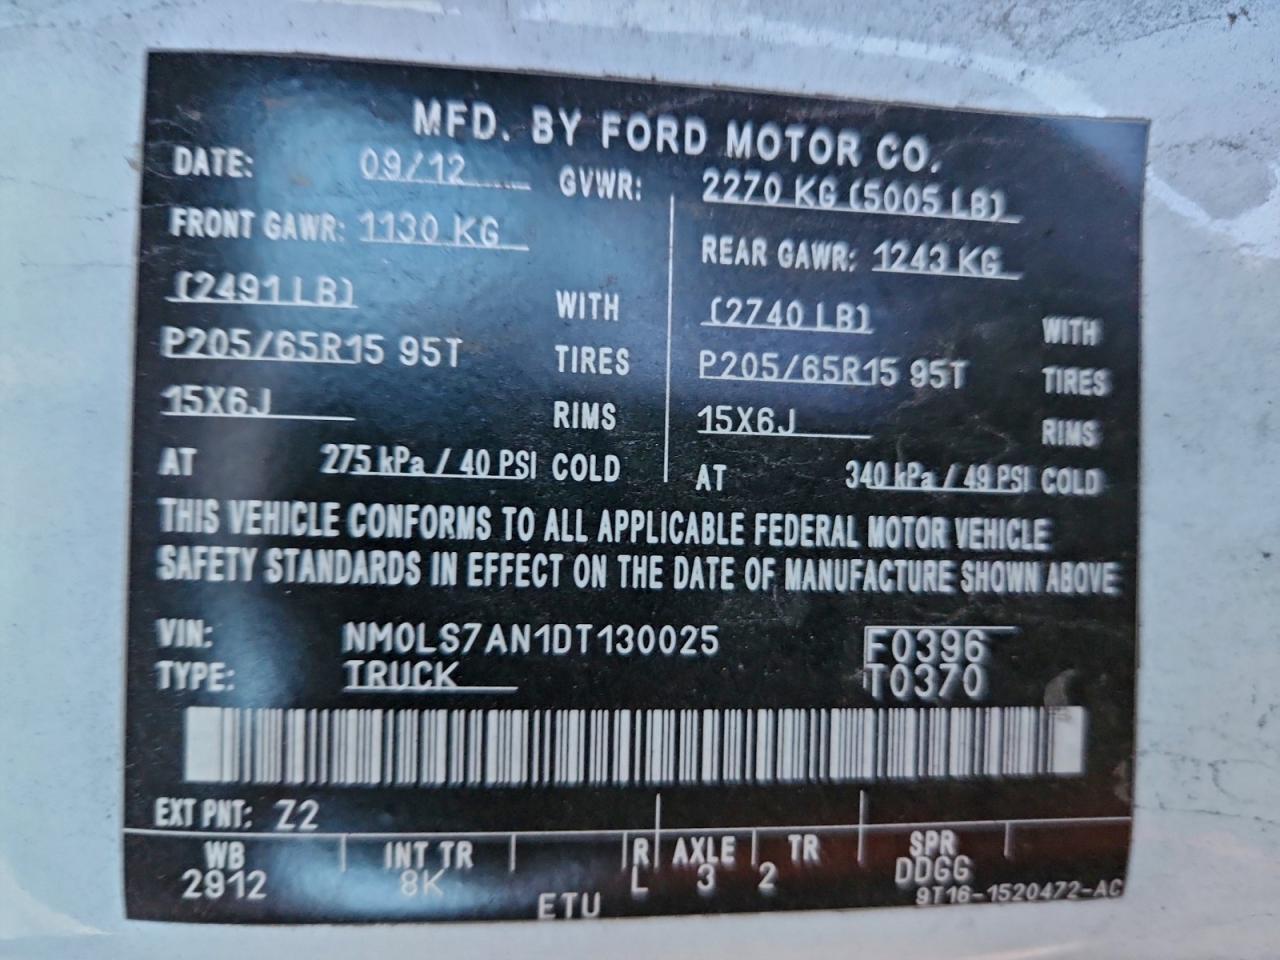 MFD. BY FORD MOTOR CO.
DATE: 09/12 GVWR: 2270 KG (5005 LB)
FRONT GAWR: 1130 KG REAR GAWR: 1243 KG
(2491 LB) WITH (2740 LB) WITH
P205/65R15 95T TIRES P205/65R15 95T TIRES
15X6J RIMS 15X6J RIMS
AT 275 kPa / 40 PSI COLD AT 340 kPa / 49 PSI COLD
THIS VEHICLE CONFORMS TO ALL APPLICABLE FEDERAL MOTOR VEHICLE
SAFETY STANDARDS IN EFFECT ON THE DATE OF MANUFACTURE SHOWN ABOVE
VIN: NM0LS7AN1DT130025 F0396
TYPE: TRUCK T0370
EXT PNT: Z2
WB INT TR R AXLE TR SPR
2912 8K L 3 2 DDGG
ETU 9T16-1520472-AC